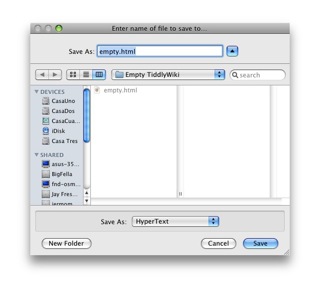 Enter name of file to save to...
Save As: empty.html
Empty TiddlyWiki
search
DEVICES
CasaUno
CasaDos
CasaCua...
iDisk
Casa Tres
SHARED
asus-35...
BigFella
fnd-osm...
Jay Fres...
jermom
empty.html
Save As: HyperText
New Folder
Cancel
Save